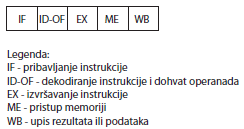 IF ID-OF EX ME WB
Legenda:
IF - pribavljanje instrukcije
ID-OF - dekodiranje instrukcije i dohvat operanada
EX - izvršavanje instrukcije
ME - pristup memoriji
WB - upis rezultata ili podataka